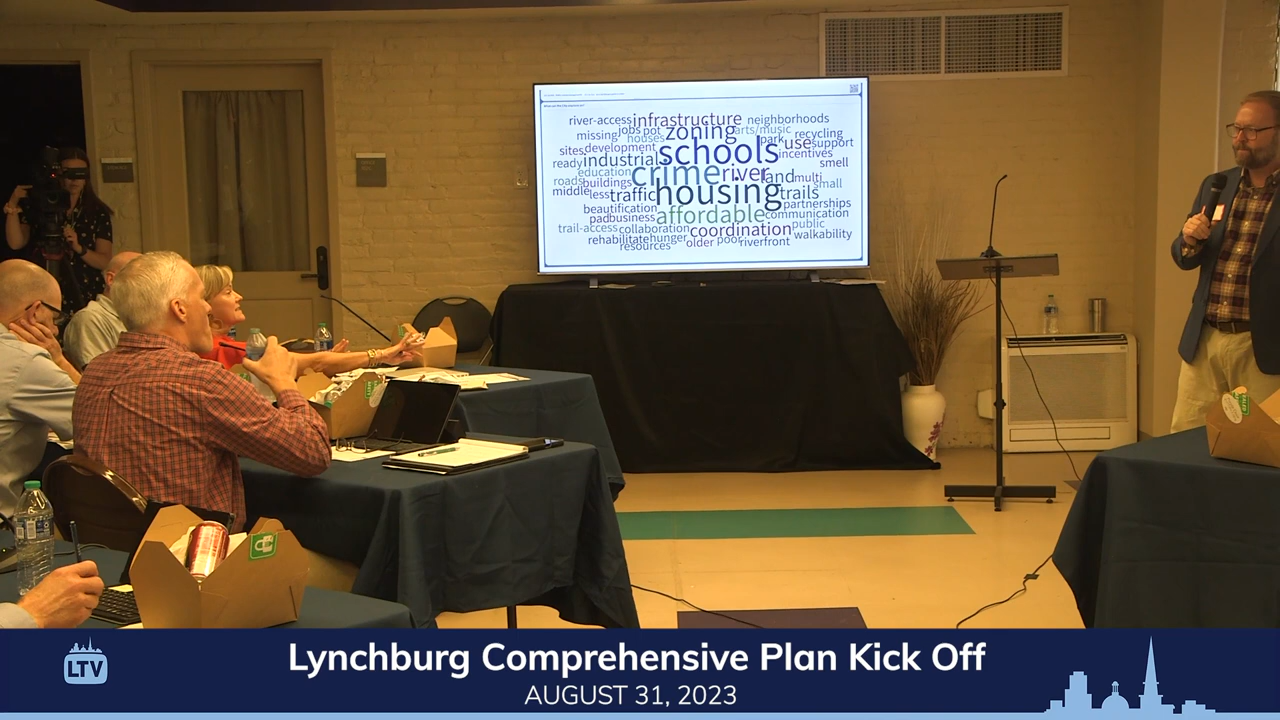 river-access infrastructure neighborhoods
missing jobs pot zoning arts/music recycling
houses park use support
sites development schools incentives
ready industrial smell
education crime river land multi
roads buildings housing small
middle less traffic trails
beautification partnerships
padbusiness affordable communication
trail-access collaboration coordination public
rehabilitate hunger older poor riverfront walkability
resources
LTV
Lynchburg Comprehensive Plan Kick Off
AUGUST 31, 2023